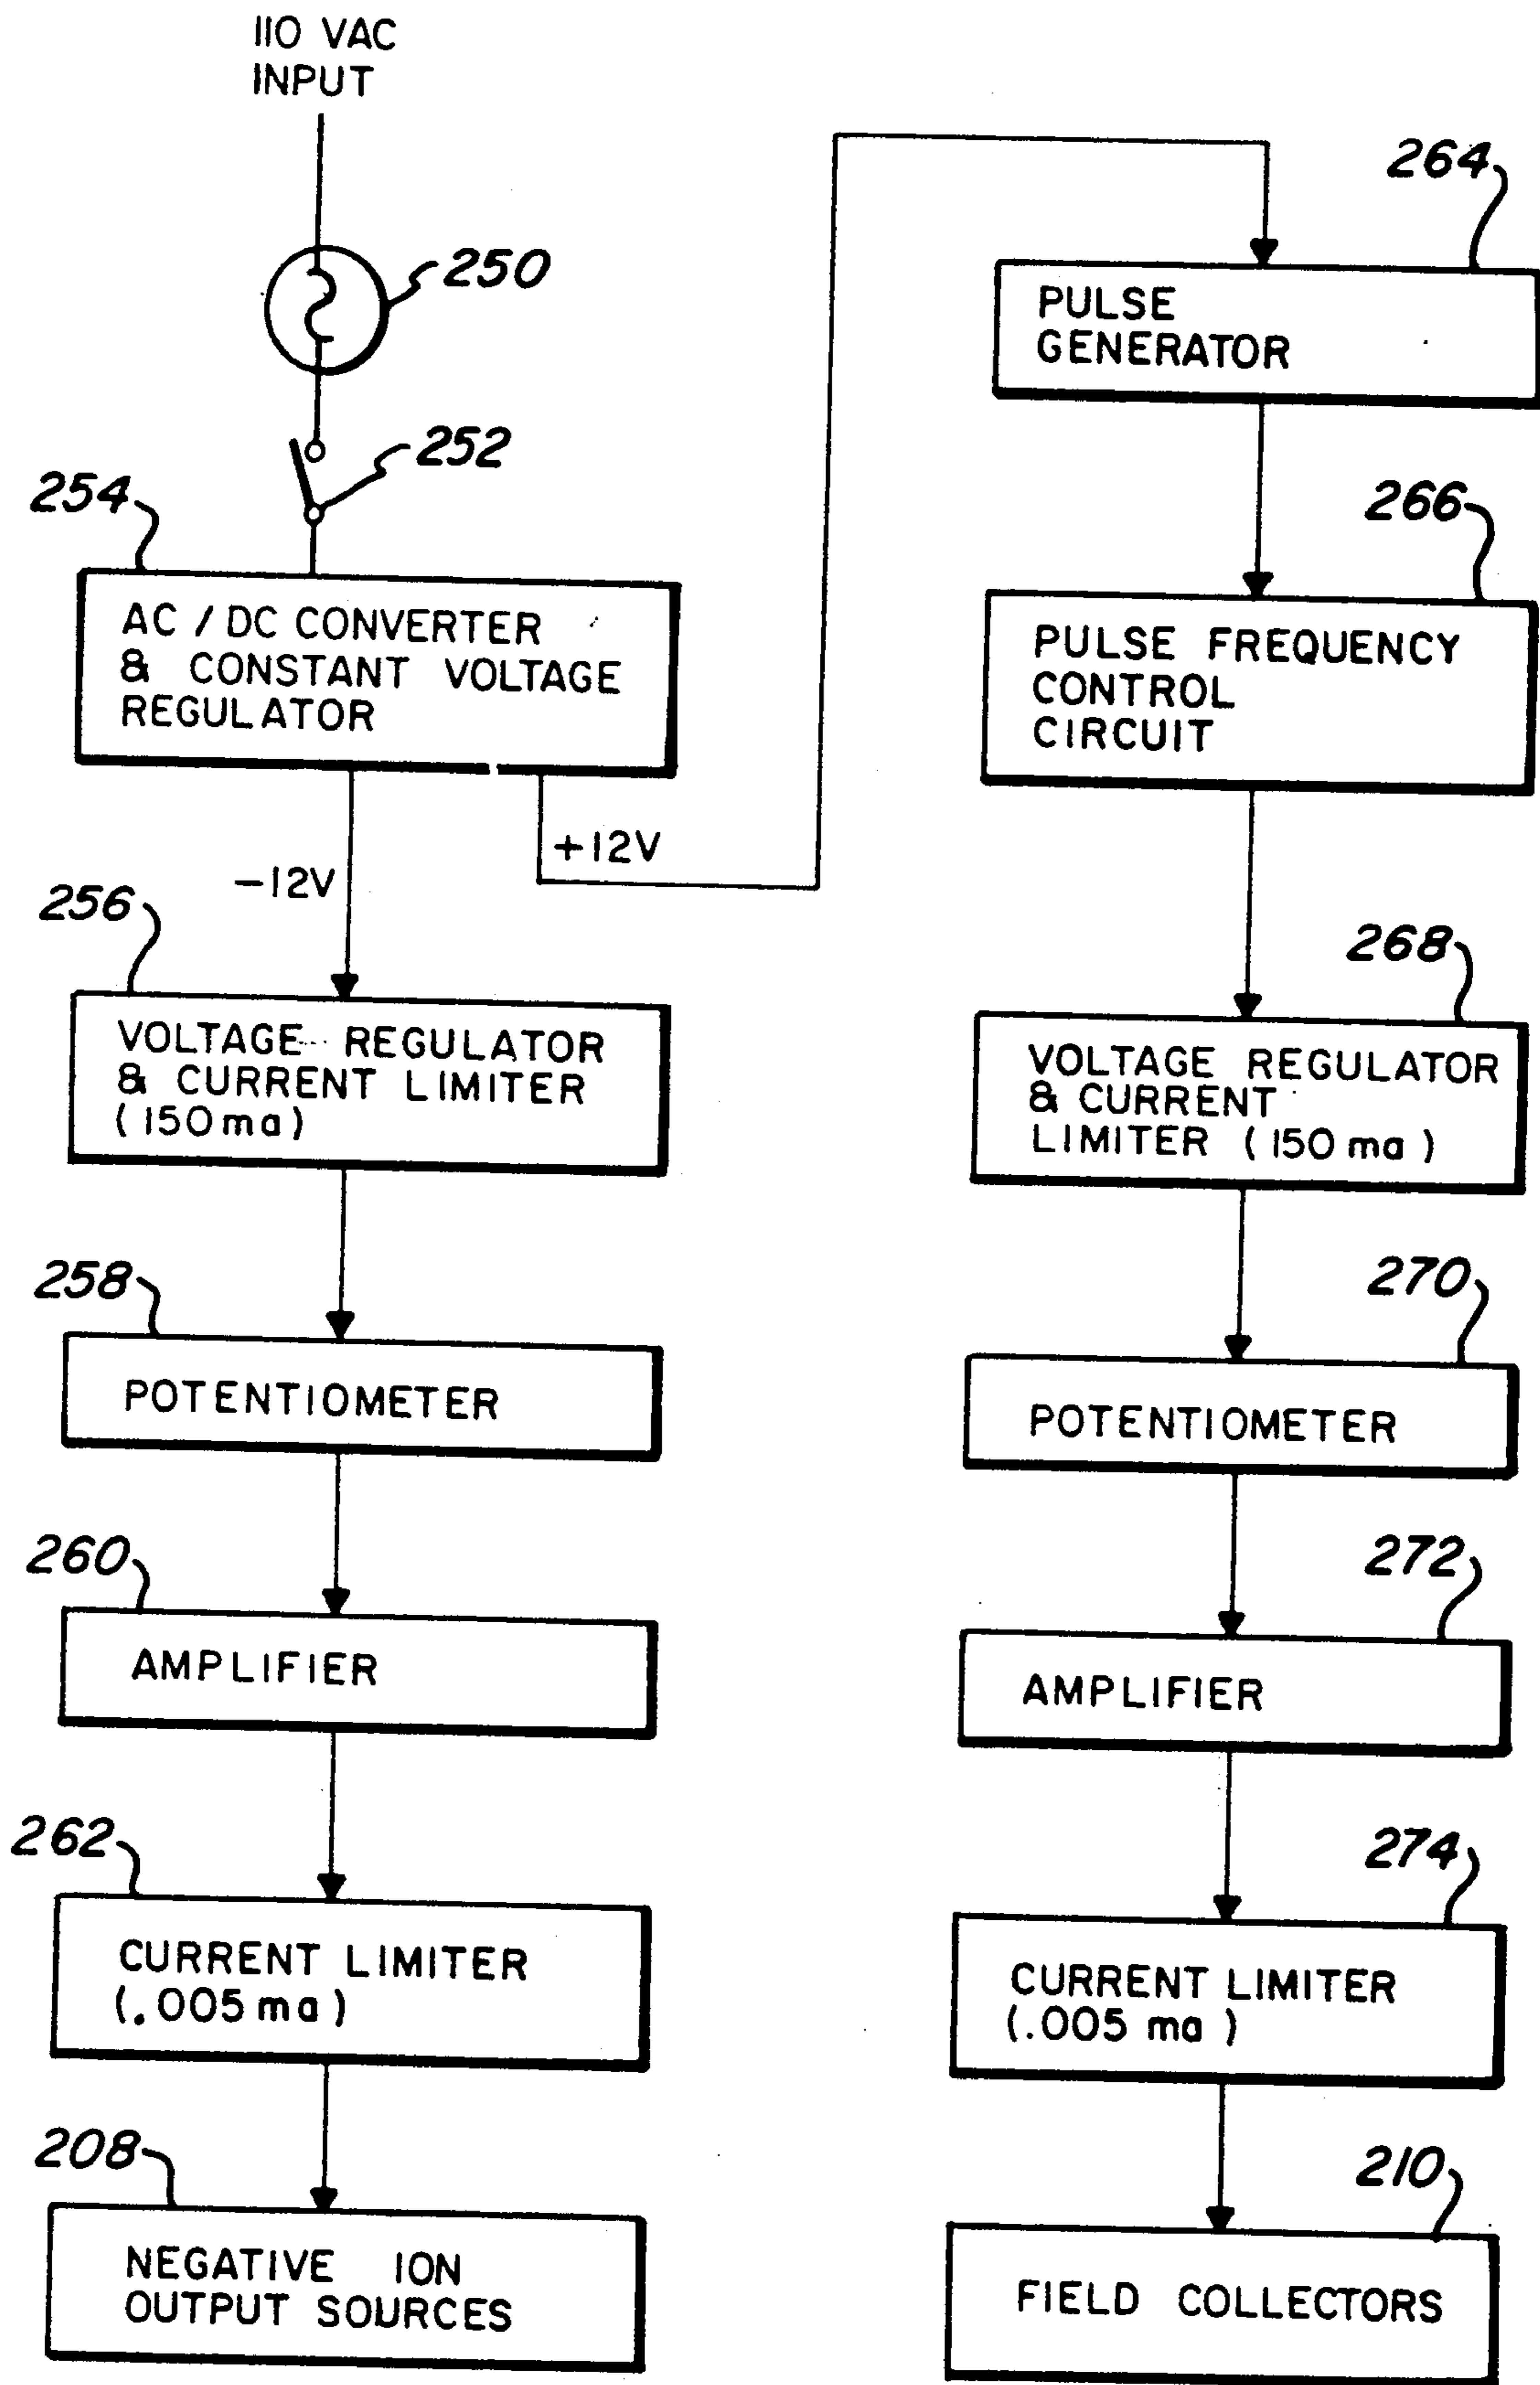 110 VAC
INPUT
250
252
254
AC / DC CONVERTER
& CONSTANT VOLTAGE
REGULATOR
-12V
+12V
256
VOLTAGE REGULATOR
& CURRENT LIMITER
(150 ma)
258
POTENTIOMETER
260
AMPLIFIER
262
CURRENT LIMITER
(.005 ma)
208
NEGATIVE ION
OUTPUT SOURCES
264
PULSE
GENERATOR
266
PULSE FREQUENCY
CONTROL
CIRCUIT
268
VOLTAGE REGULATOR
& CURRENT
LIMITER (150 ma)
270
POTENTIOMETER
272
AMPLIFIER
274
CURRENT LIMITER
(.005 ma)
210
FIELD COLLECTORS